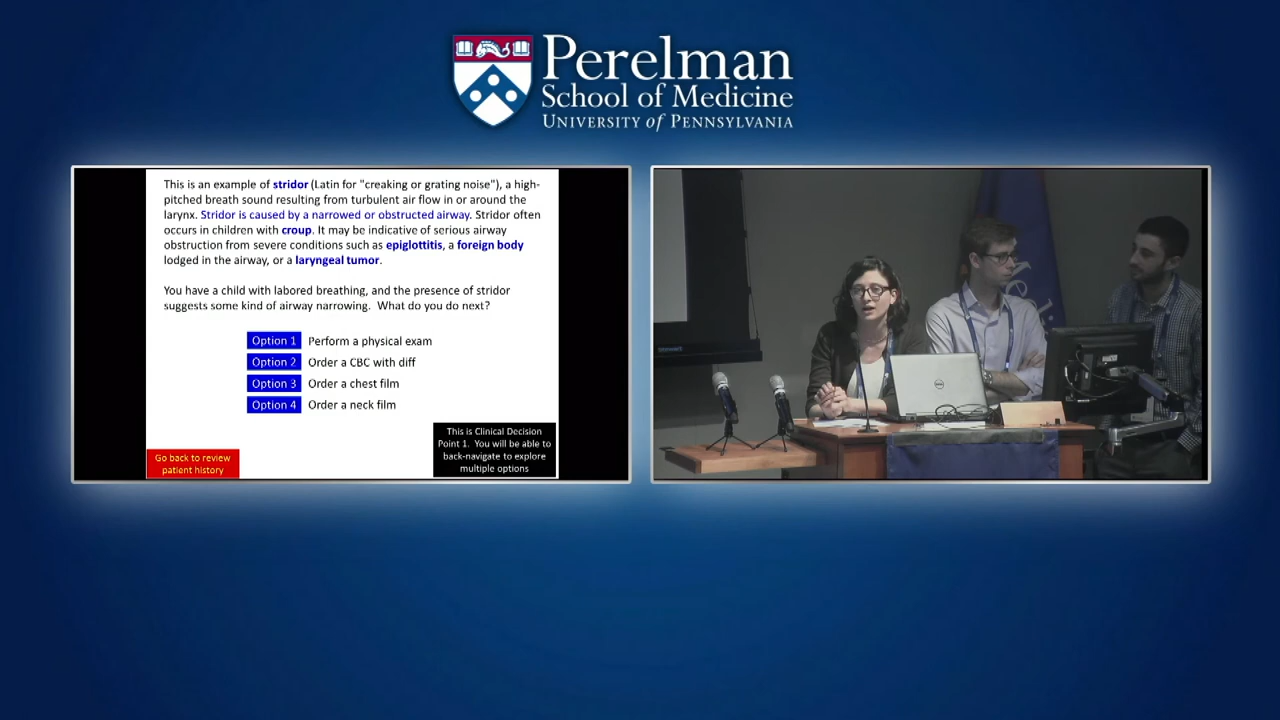 Perelman
School of Medicine
UNIVERSITY of PENNSYLVANIA
This is an example of stridor (Latin for "creaking or grating noise"), a high-
pitched breath sound resulting from turbulent air flow in or around the
larynx. Stridor is caused by a narrowed or obstructed airway. Stridor often
occurs in children with croup. It may be indicative of serious airway
obstruction from severe conditions such as epiglottitis, a foreign body
lodged in the airway, or a laryngeal tumor.
You have a child with labored breathing, and the presence of stridor
suggests some kind of airway narrowing. What do you do next?
Option 1 Perform a physical exam
Option 2 Order a CBC with diff
Option 3 Order a chest film
Option 4 Order a neck film
Go back to review
patient history
This is Clinical Decision
Point 1. You will be able to
back-navigate to explore
multiple options